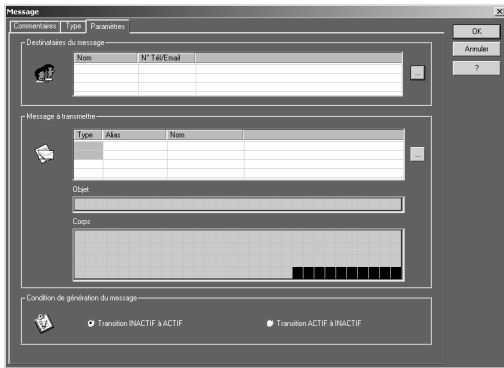 Message
Commentaires Type Paramètres
OK
Annuler
?
Destinataires du message
Nom N° Tél/Email
...
Message à transmettre
Type Alias Nom
...
Objet
Corps
Condition de génération du message
Transition INACTIF à ACTIF Transition ACTIF à INACTIF